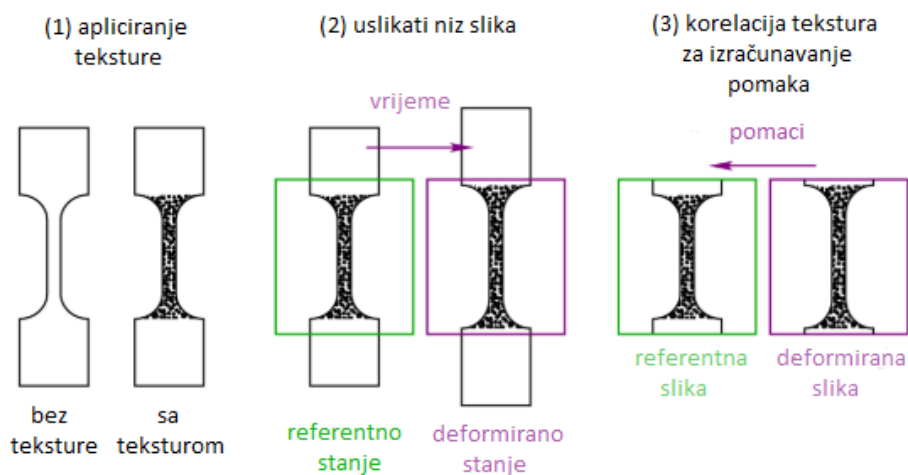 (1) apliciranje
teksture
(2) uslikati niz slika
(3) korelacija tekstura
za izračunavanje
pomaka
vrijeme
pomaci
bez
teksture
sa
teksturom
referentno
stanje
deformirano
stanje
referentna
slika
deformirana
slika